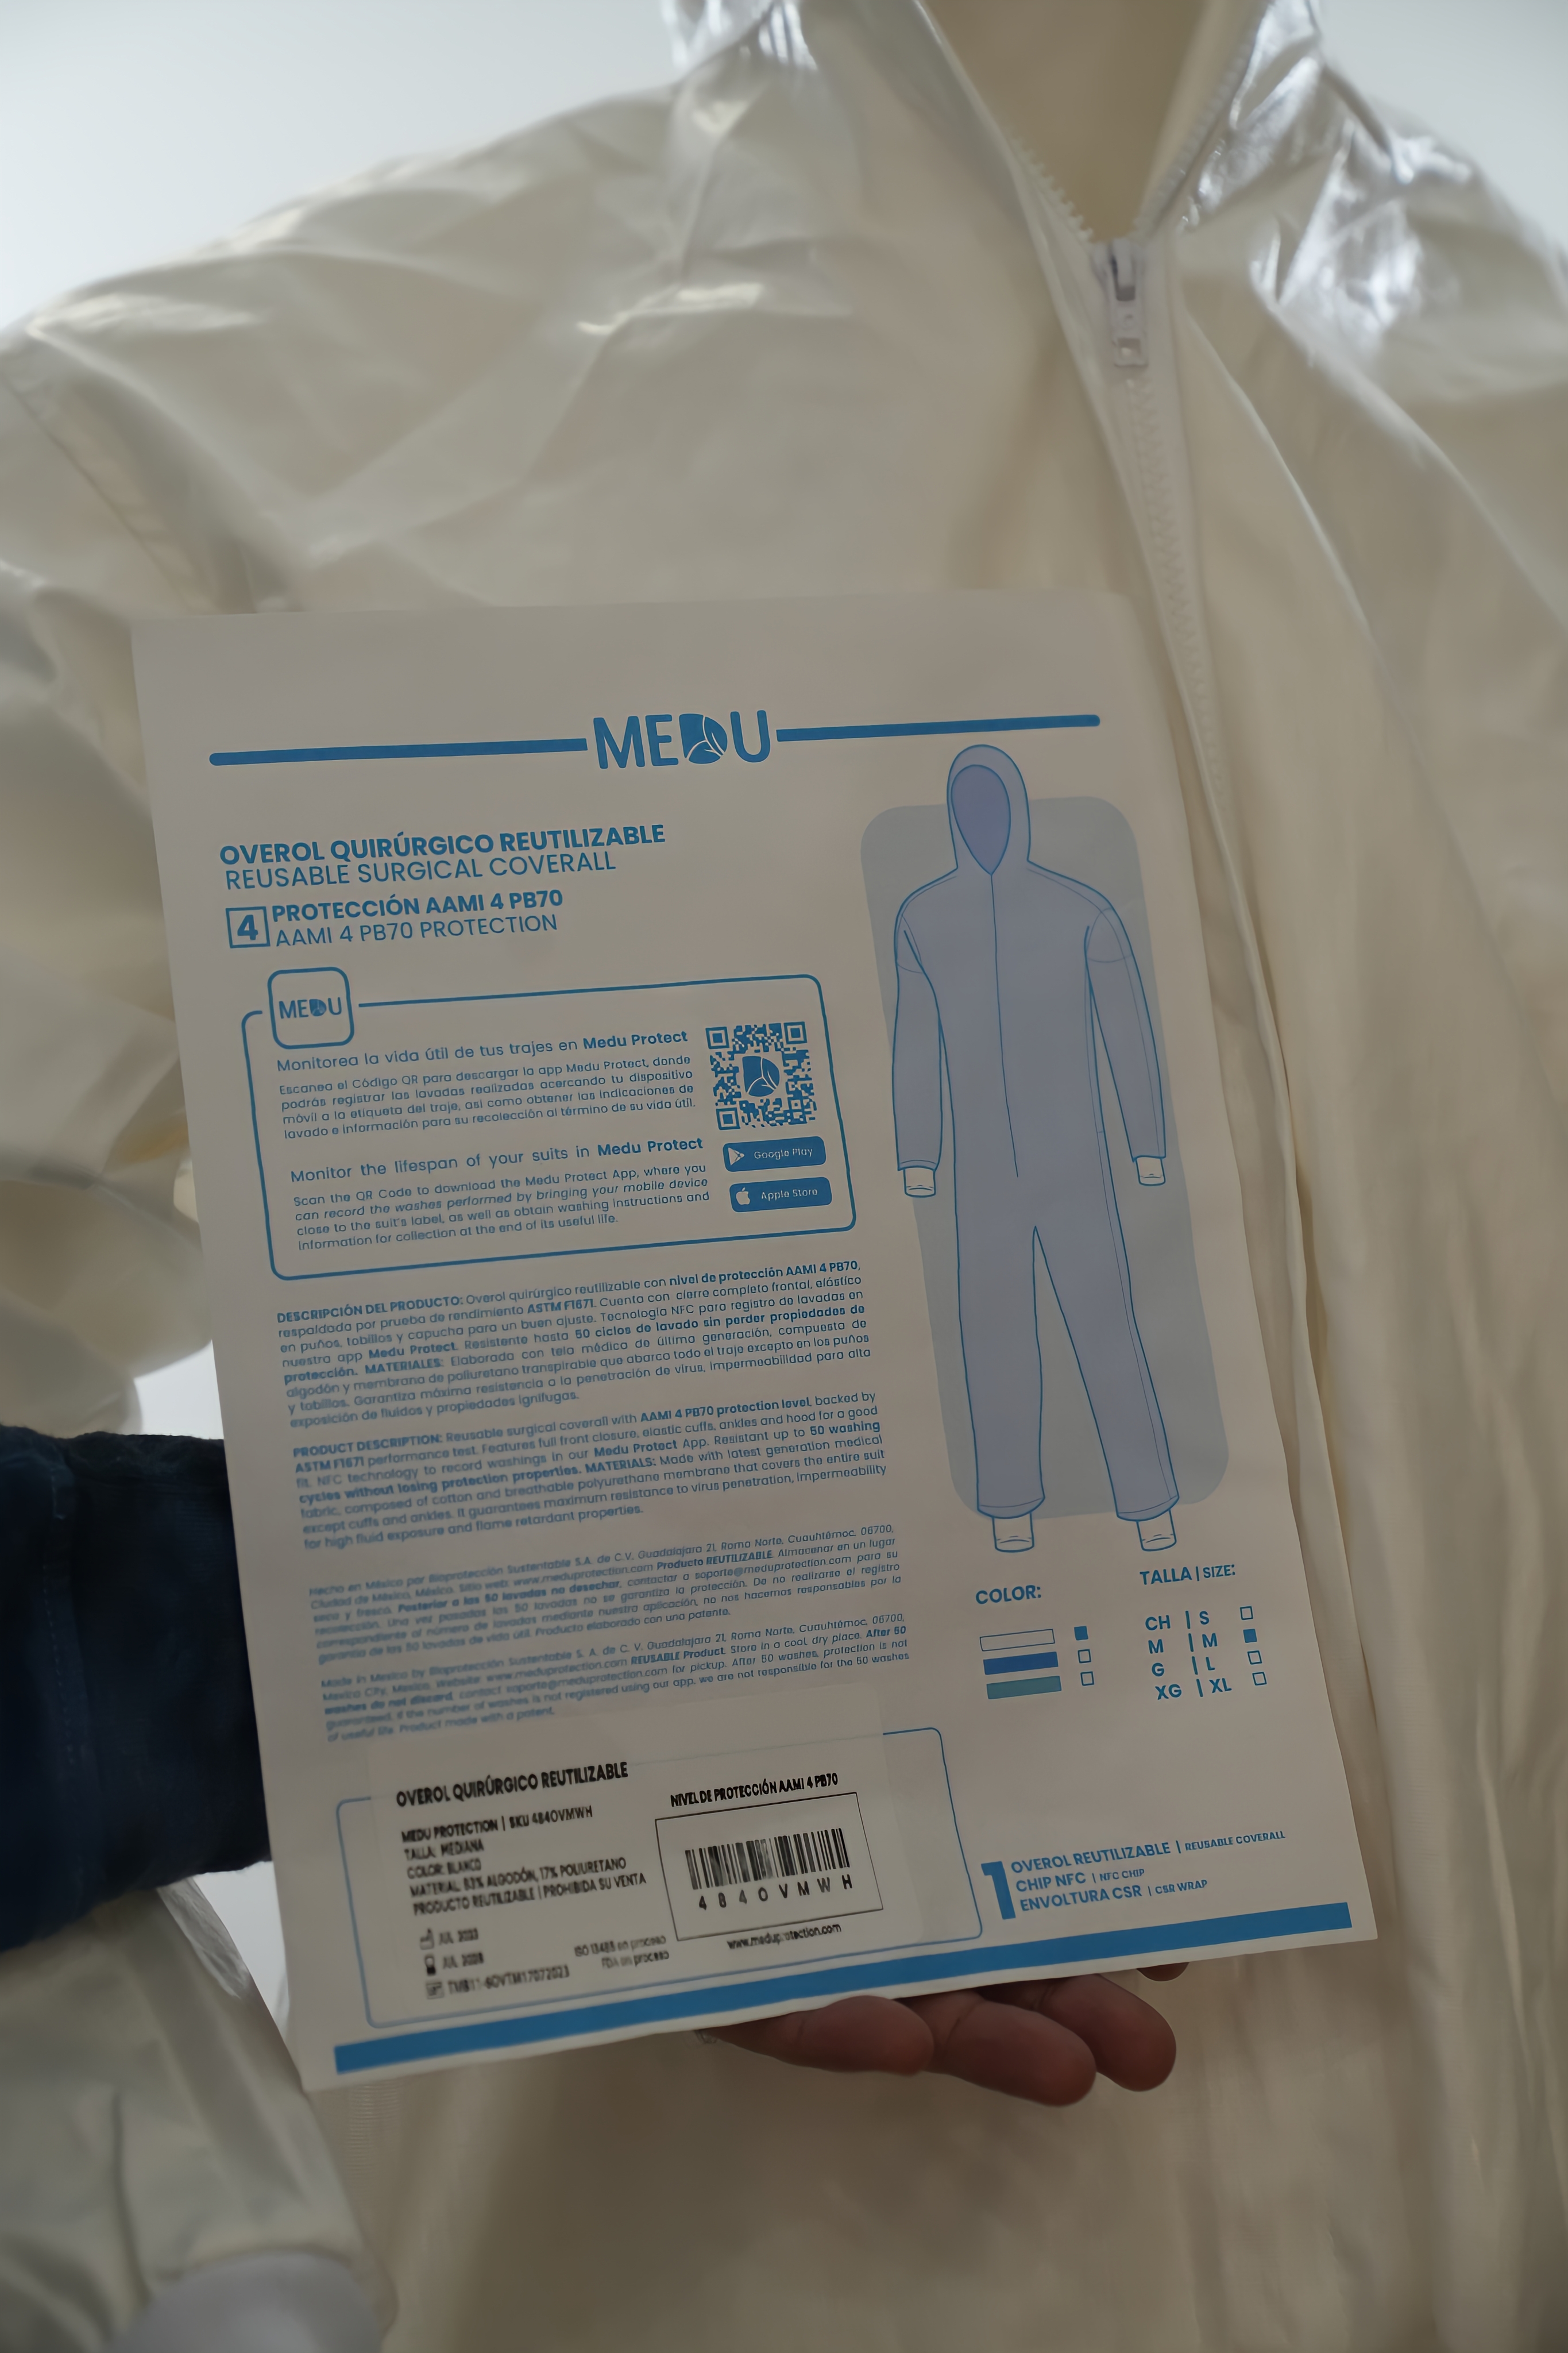 MEDU
OVEROL QUIRÚRGICO REUTILIZABLE
REUSABLE SURGICAL COVERALL
4
PROTECCIÓN AAMI 4 PB70
AAMI 4 PB70 PROTECTION
MEDU
Monitorea la vida útil de tus trajes en Medu Protect
Escanea el Código QR para descargar la app Medu Protect, donde
podrás registrar las lavadas realizadas acercando tu dispositivo
móvil a la etiqueta del traje, así como obtener las indicaciones de
lavado e información para su recolección al término de su vida útil.
Monitor the lifespan of your suits in Medu Protect
Scan the QR Code to download the Medu Protect App, where you
can record the washes performed by bringing your mobile device
close to the suit's label, as well as obtain washing instructions and
information for collection at the end of its useful life.
Google Play
Apple Store
DESCRIPCIÓN DEL PRODUCTO: Overol quirúrgico reutilizable con nivel de protección AAMI 4 PB70,
respaldado por prueba de rendimiento ASTM F1671. Cuenta con cierre completo frontal, elástico
en puños, tobillos y capucha para un buen ajuste. Tecnología NFC para registro de lavadas en
nuestra app Medu Protect. Resistente hasta 50 ciclos de lavado sin perder propiedades de
protección. MATERIALES: Elaborada con tela médica de última generación, compuesta de
algodón y membrana de poliuretano transpirable que abarca todo el traje excepto en los puños
y tobillos. Garantiza máxima resistencia a la penetración de virus, impermeabilidad para alta
exposición de fluidos y propiedades ignífugas.
PRODUCT DESCRIPTION: Reusable surgical coverall with AAMI 4 PB70 protection level, backed by
ASTM F1671 performance test. Features full front closure, elastic cuffs, ankles and hood for a good
fit. NFC technology to record washings in our Medu Protect App. Resistant up to 50 washing
cycles without losing protection properties. MATERIALS: Made with latest generation medical
fabric, composed of cotton and breathable polyurethane membrane that covers the entire suit
except cuffs and ankles. It guarantees maximum resistance to virus penetration, impermeability
for high fluid exposure and flame retardant properties.
Hecho en México por Bioprotección Sustentable S.A. de C.V. Guadalajara 21, Roma Norte, Cuauhtémoc, 06700,
Ciudad de México, México. Sitio web: www.meduprotection.com Producto REUTILIZABLE. Almacenar en un lugar
seco y fresco. Posterior a las 50 lavadas no desechar, contactar a soporte@meduprotection.com para su
recolección. Una vez pasadas las 50 lavadas no se garantiza la protección. De no realizarse el registro
correspondiente al número de lavadas mediante nuestra aplicación, no nos hacemos responsables por la
garantía de las 50 lavadas de vida útil. Producto elaborado con una patente.
Made in Mexico by Bioprotección Sustentable S. A. de C. V. Guadalajara 21, Roma Norte, Cuauhtémoc, 06700,
Mexico City, Mexico. Website: www.meduprotection.com REUSABLE Product. Store in a cool, dry place. After 50
washes do not discard, contact soporte@meduprotection.com for pickup. After 50 washes, protection is not
guaranteed, if the number of washes is not registered using our app, we are not responsible for the 50 washes
of useful life. Product made with a patent.
COLOR:
TALLA | SIZE:
CH | S
M | M
G | L
XG | XL
OVEROL QUIRÚRGICO REUTILIZABLE
MEDU PROTECTION | SKU 484OVMWH
TALLA: MEDIANA
COLOR: BLANCO
MATERIAL: 83% ALGODÓN, 17% POLIURETANO
PRODUCTO REUTILIZABLE | PROHIBIDA SU VENTA
JUL 2023
JUL 2028
ISO 13485 en proceso
FDA en proceso
NIVEL DE PROTECCIÓN AAMI 4 PB70
484OVMWH
www.meduprotection.com
1
OVEROL REUTILIZABLE | REUSABLE COVERALL
CHIP NFC | NFC CHIP
ENVOLTURA CSR | CSR WRAP